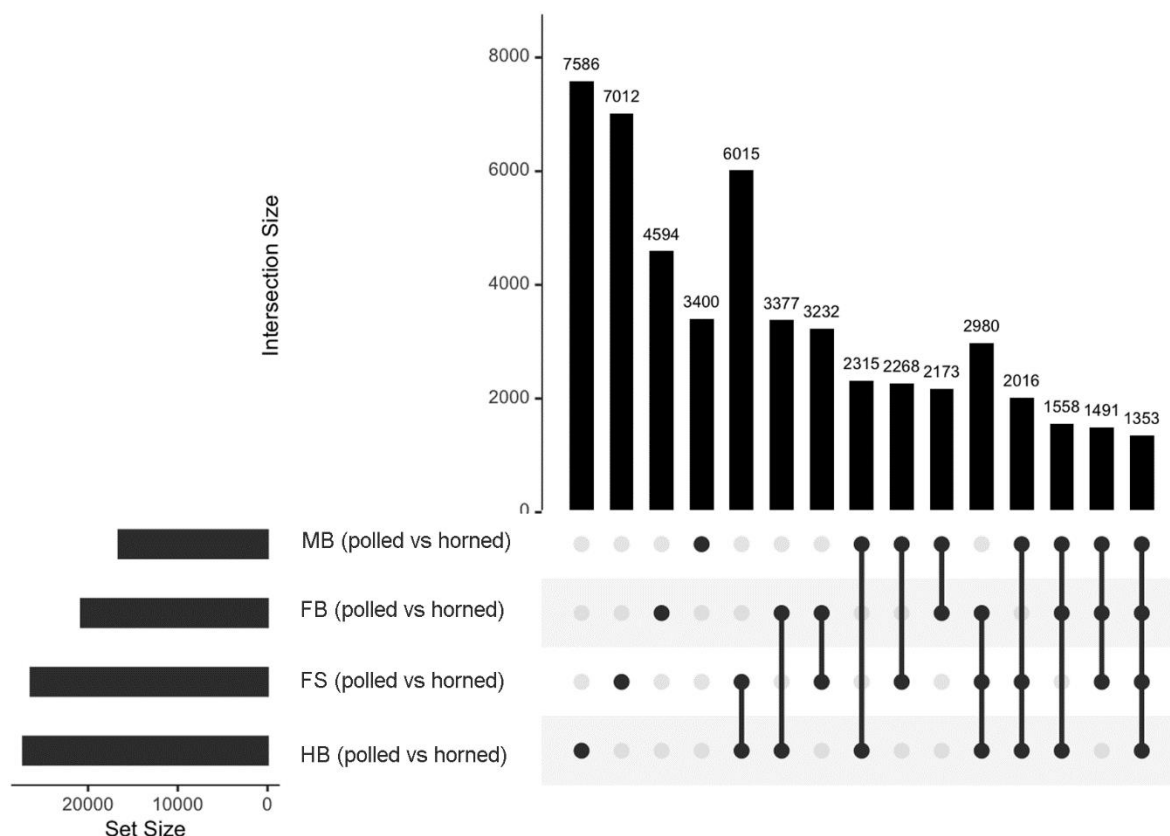 8000
6000
4000
2000
0
Intersection Size
7586
7012
4594
3400
6015
3377
3232
2315
2268
2173
2980
2016
1558
1491
1353
MB (polled vs horned)
FB (polled vs horned)
FS (polled vs horned)
HB (polled vs horned)
20000 10000 0
Set Size